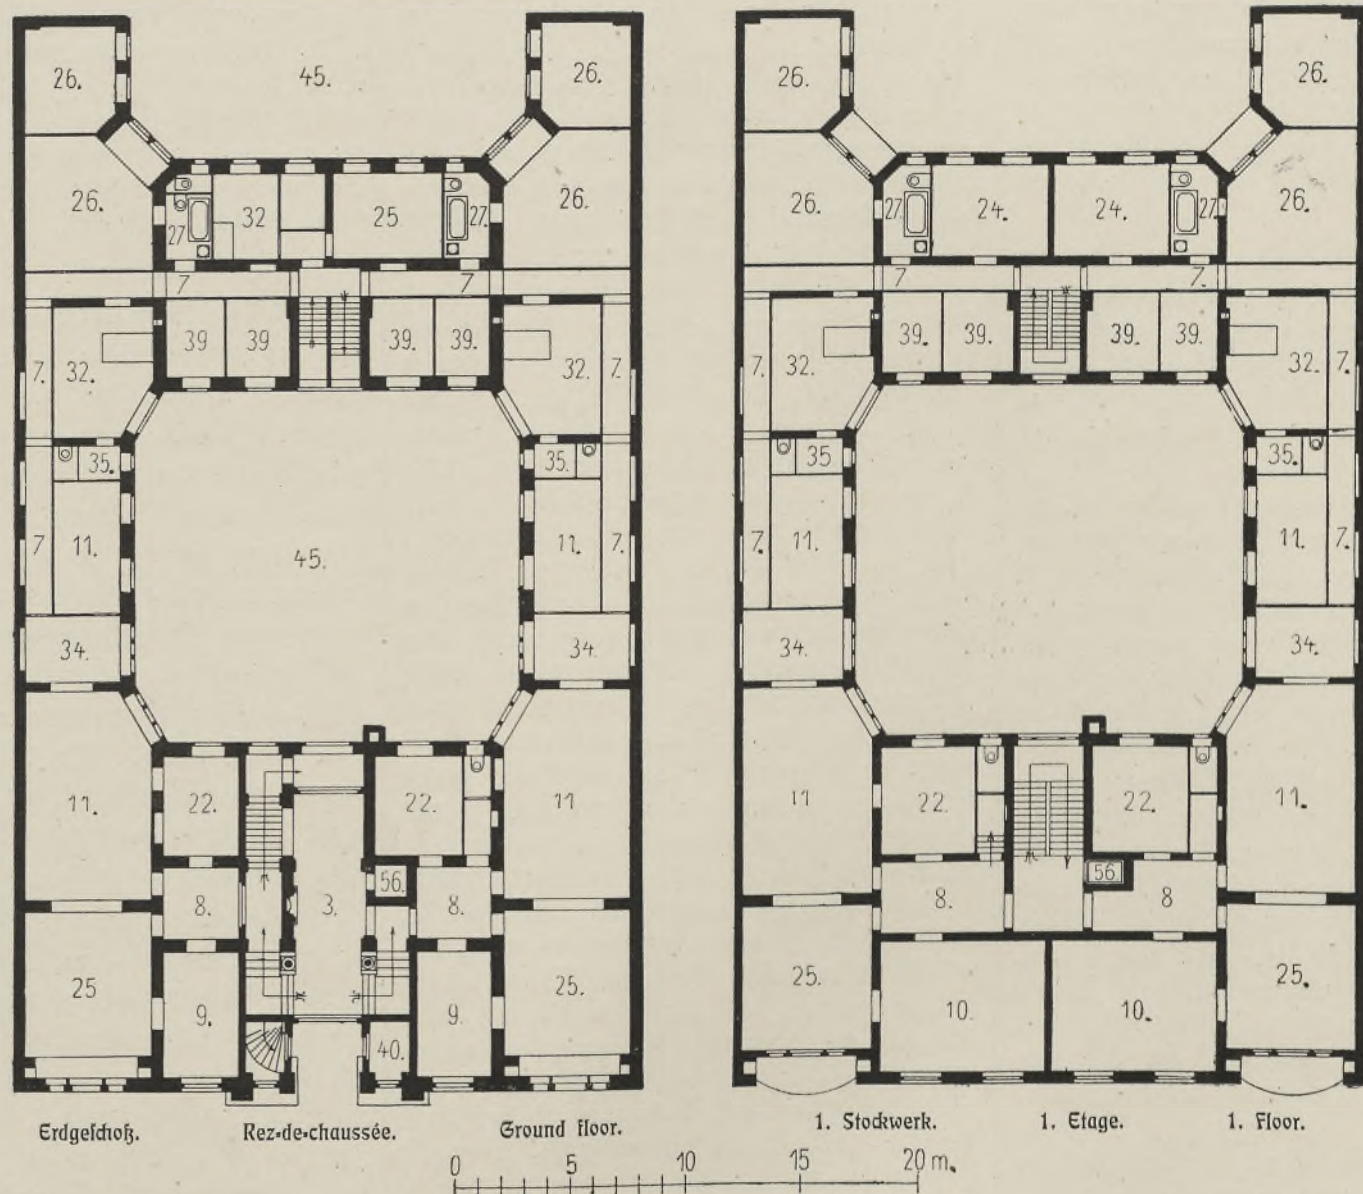 26. 45. 26. 26. 26.
26. 27 32 25 27. 26. 26. 27. 24. 24. 27. 26.
7 7. 7 7.
7. 32. 39 39 39. 39. 32. 7. 7. 32. 39. 39. 39. 39. 32. 7.
35. 35. 35 35.
7 11. 45. 11. 7. 7. 11. 11. 7.
34. 34. 34. 34.
11. 22. 22. 11 11 22. 22. 11.
8. 3. 56. 8. 8. 56. 8
25 9. 9. 25. 25. 10. 10. 25.
40.
Erdgeschoß. Rez-de-chaussée. Ground floor. 1. Stockwerk. 1. Etage. 1. Floor.
0 5 10 15 20 m.